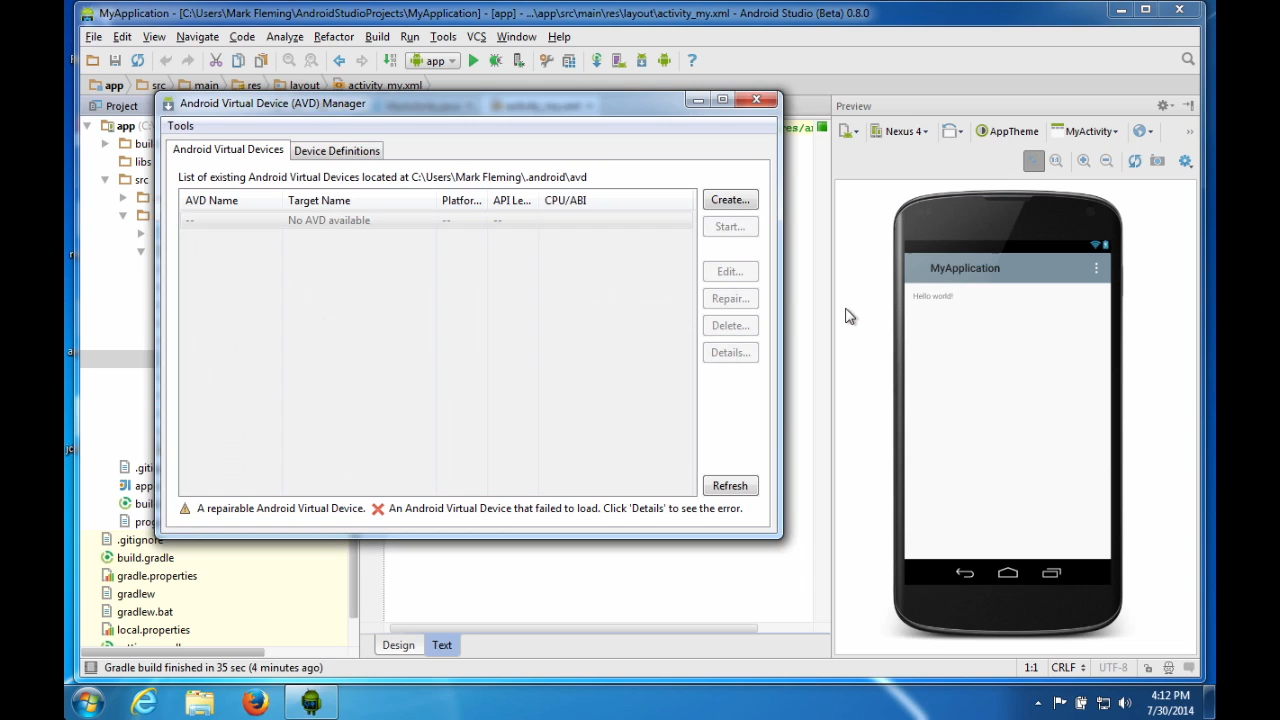 MyApplication - [C:\Users\Mark Fleming\AndroidStudioProjects\MyApplication] - [app] - ...\app\src\main\res\layout\activity_my.xml - Android Studio (Beta) 0.8.0
File Edit View Navigate Code Analyze Refactor Build Run Tools VCS Window Help
app
app src main res layout activity_my.xml
Project
Android Virtual Device (AVD) Manager
Tools
Android Virtual Devices
Device Definitions
List of existing Android Virtual Devices located at C:\Users\Mark Fleming\.android\avd
AVD Name Target Name Platfor... API Le... CPU/ABI
-- No AVD available -- --
Create...
Start...
Edit...
Repair...
Delete...
Details...
Refresh
A repairable Android Virtual Device. An Android Virtual Device that failed to load. Click 'Details' to see the error.
app
libs
src
.gitignore
build.gradle
gradle.properties
gradlew
gradlew.bat
local.properties
Preview
Nexus 4 AppTheme MyActivity
MyApplication
Hello world!
Design Text
Gradle build finished in 35 sec (4 minutes ago)
1:1 CRLF UTF-8
4:12 PM
7/30/2014